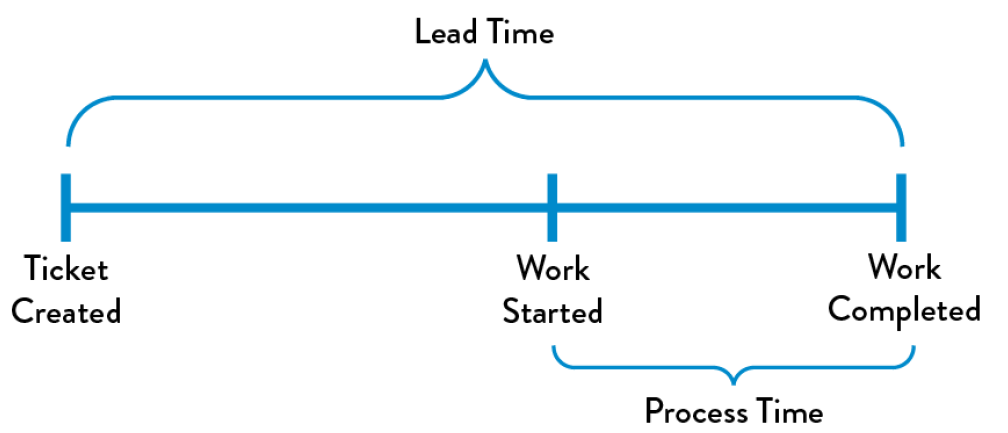 Lead Time
Ticket
Created
Work
Started
Work
Completed
Process Time